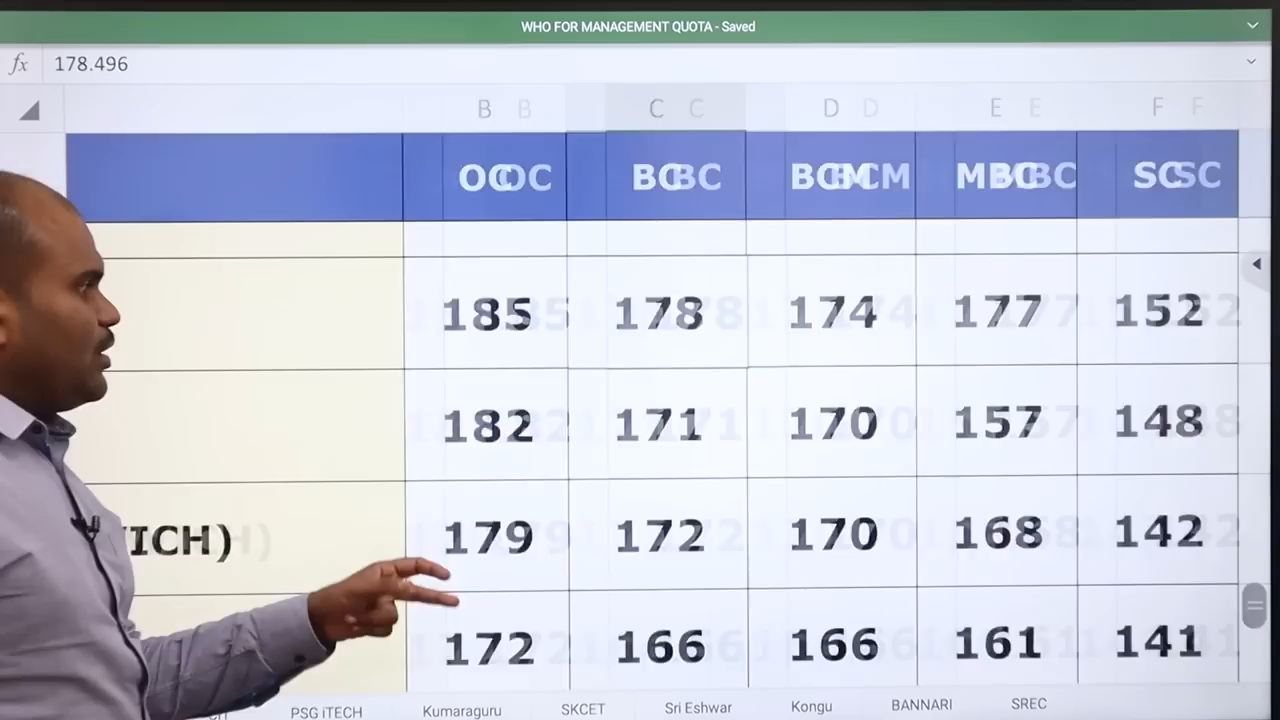 WHO FOR MANAGEMENT QUOTA - Saved
fx 178.496
B C D E F
OC BC BCM MBC SC
185 178 174 177 152
182 171 170 157 148
ICH) 179 172 170 168 142
172 166 166 161 141
PSG iTECH Kumaraguru SKCET Sri Eshwar Kongu BANNARI SREC